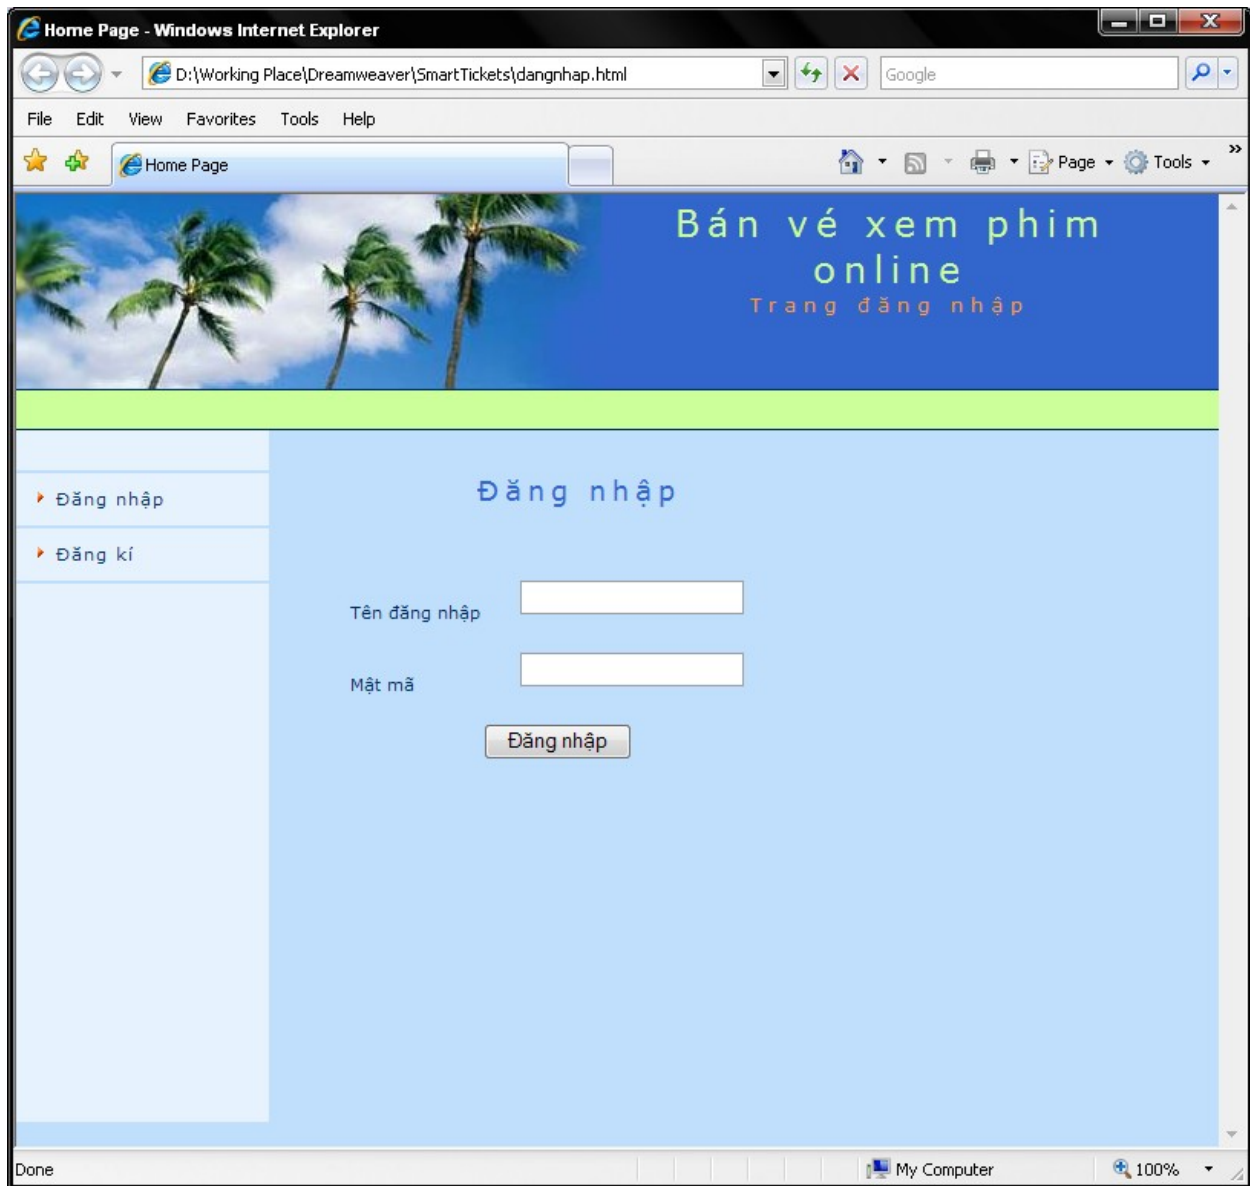 Home Page - Windows Internet Explorer
D:\Working Place\Dreamweaver\SmartTickets\dangnhap.html
Google
File Edit View Favorites Tools Help
Home Page
Page
Tools
Bán vé xem phim
online
Trang đăng nhập
Đăng nhập
Đăng kí
Đăng nhập
Tên đăng nhập
Mật mã
Đăng nhập
Done
My Computer
100%